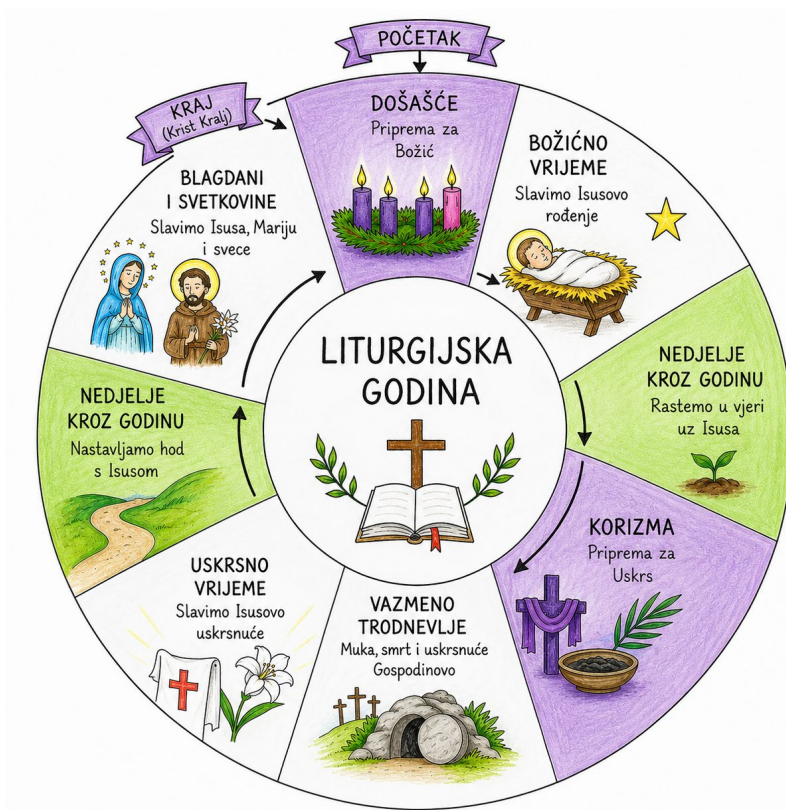 POČETAK
KRAJ
(Krist Kralj)
DOŠAŠĆE
Priprema za
Božić
BOŽIĆNO
VRIJEME
Slavimo Isusovo
rođenje
NEDJELJE
KROZ GODINU
Rastemo u vjeri
uz Isusa
KORIZMA
Priprema za
Uskrs
VAZMENO
TRODNEVLJE
Muka, smrt i uskrsnuće
Gospodinovo
USKRSNO
VRIJEME
Slavimo Isusovo
uskrsnuće
NEDJELJE
KROZ GODINU
Nastavljamo hod
s Isusom
BLAGDANI
I SVETKOVINE
Slavimo Isusa, Mariju
i svece
LITURGIJSKA
GODINA